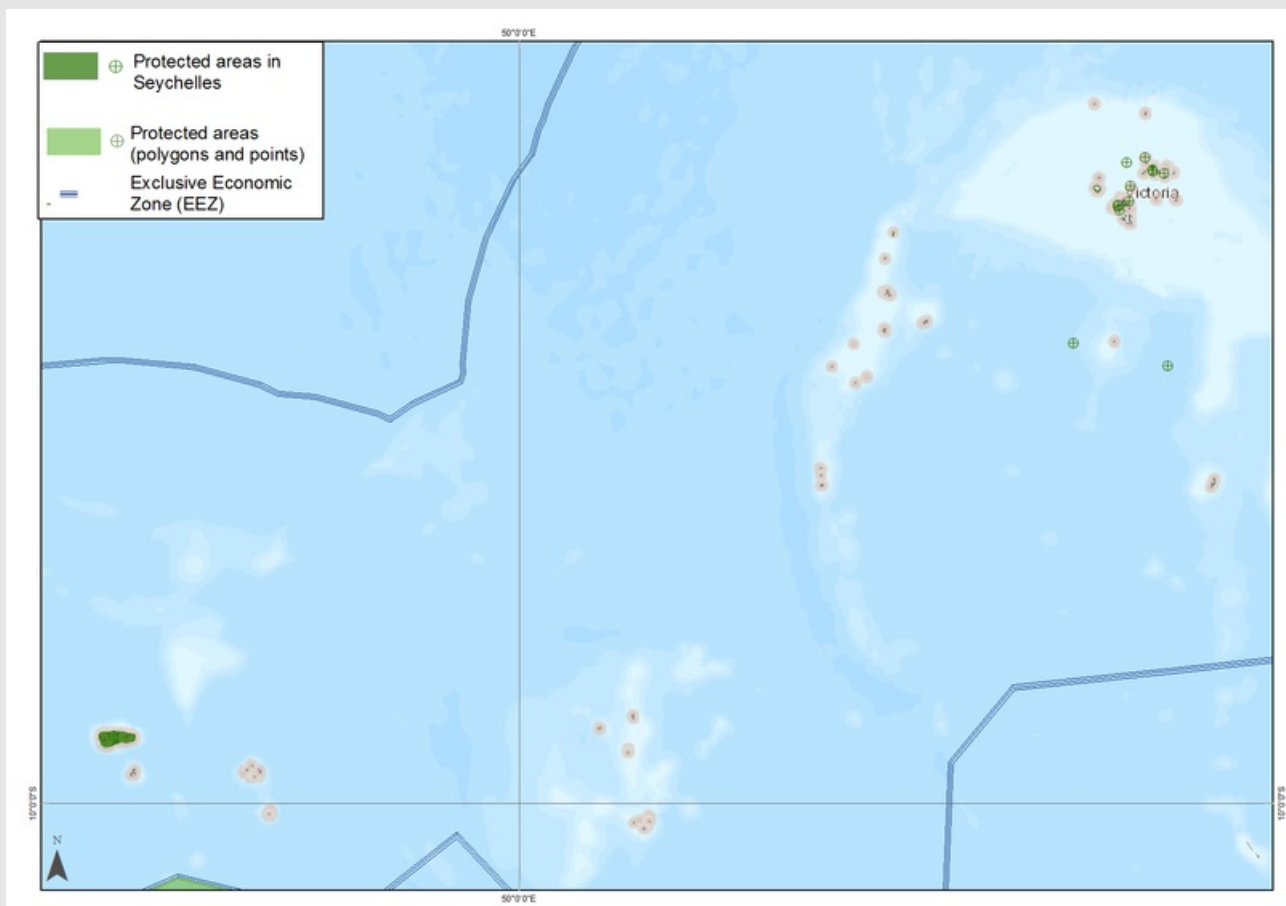 50°0'0"E
Protected areas in
Seychelles
Protected areas
(polygons and points)
Exclusive Economic
Zone (EEZ)
Victoria
10°0'0"S
10°0'0"S
N
50°0'0"E